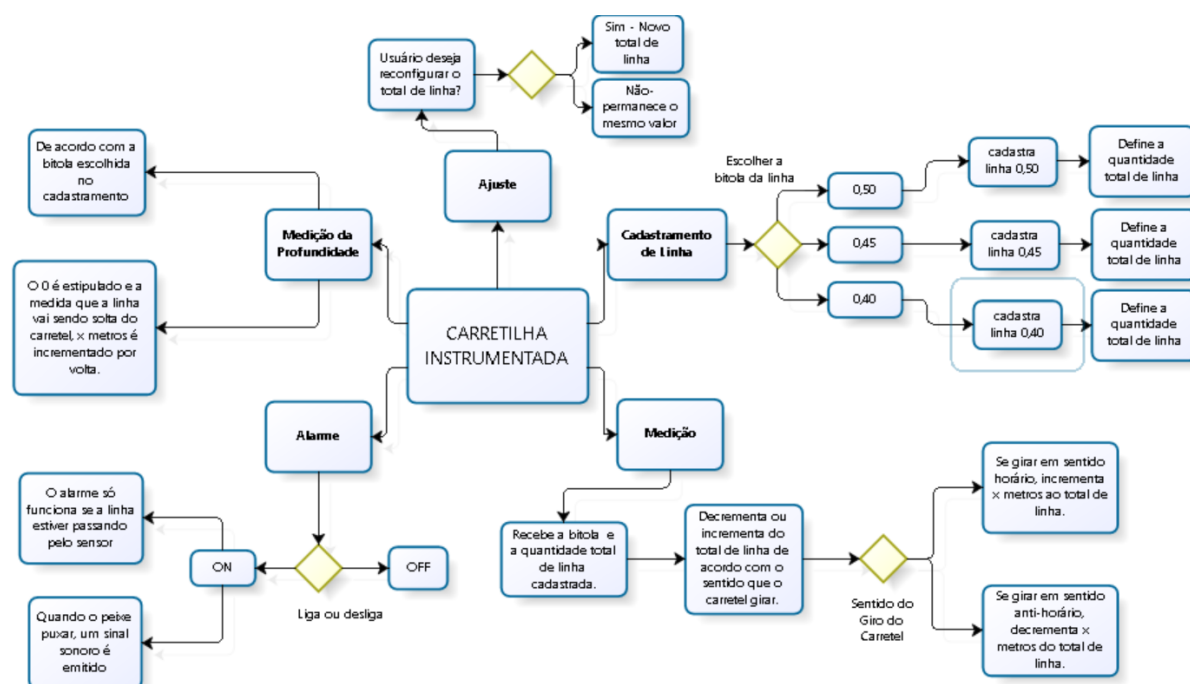 Usuário deseja
reconfigurar o
total de linha?
Sim - Novo
total de
linha
Não-
permanece o
mesmo valor
Ajuste
De acordo com a
bitola escolhida
no
cadastramento
Medição da
Profundidade
O 0 é estipulado e a
medida que a linha
vai sendo solta do
carretel, x metros é
incrementado por
volta.
CARRETILHA
INSTRUMENTADA
Cadastramento
de Linha
Escolher a
bitola da linha
0,50
cadastra
linha 0,50
Define a
quantidade
total de linha
0,45
cadastra
linha 0,45
Define a
quantidade
total de linha
0,40
cadastra
linha 0,40
Define a
quantidade
total de linha
Alarme
O alarme só
funciona se a linha
estiver passando
pelo sensor
ON
OFF
Liga ou desliga
Quando o peixe
puxar, um sinal
sonoro é
emitido
Medição
Recebe a bitola e
a quantidade total
de linha
cadastrada.
Decrementa ou
incrementa do
total de linha de
acordo com o
sentido que o
carretel girar.
Sentido do
Giro do
Carretel
Se girar em sentido
horário, incrementa
x metros ao total de
linha.
Se girar em sentido
anti-horário,
decrementa x
metros do total de
linha.